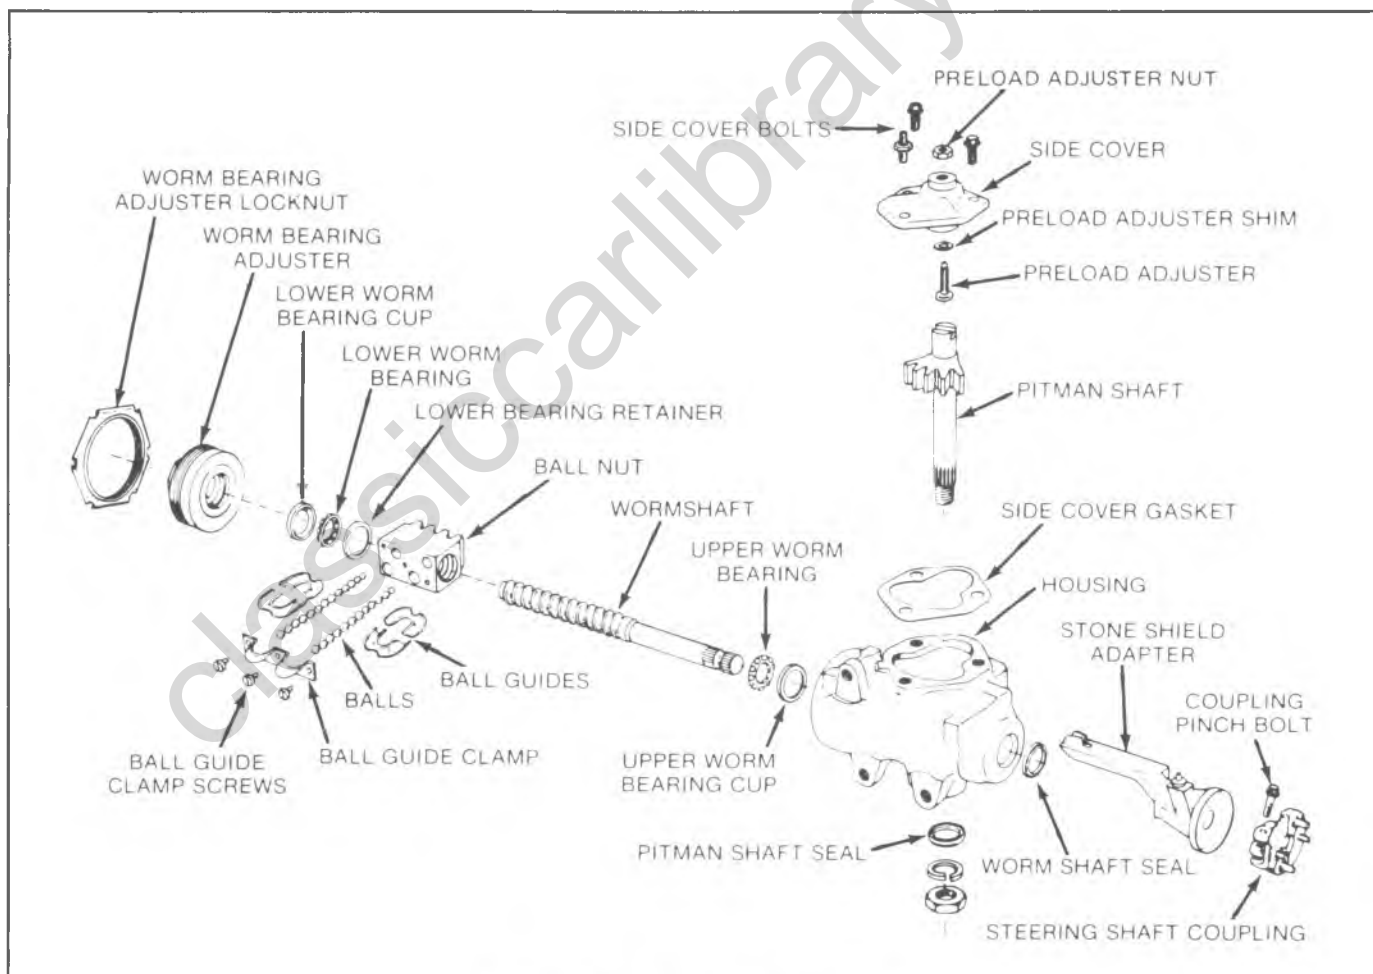 PRELOAD ADJUSTER NUT
SIDE COVER BOLTS
SIDE COVER
WORM BEARING
ADJUSTER LOCKNUT
PRELOAD ADJUSTER SHIM
WORM BEARING
ADJUSTER
PRELOAD ADJUSTER
LOWER WORM
BEARING CUP
LOWER WORM
BEARING
PITMAN SHAFT
LOWER BEARING RETAINER
BALL NUT
WORMSHAFT
SIDE COVER GASKET
UPPER WORM
BEARING
HOUSING
STONE SHIELD
ADAPTER
BALL GUIDES
BALLS
COUPLING
PINCH BOLT
BALL GUIDE CLAMP
BALL GUIDE
CLAMP SCREWS
UPPER WORM
BEARING CUP
PITMAN SHAFT SEAL
WORM SHAFT SEAL
STEERING SHAFT COUPLING
classiccarlibrary